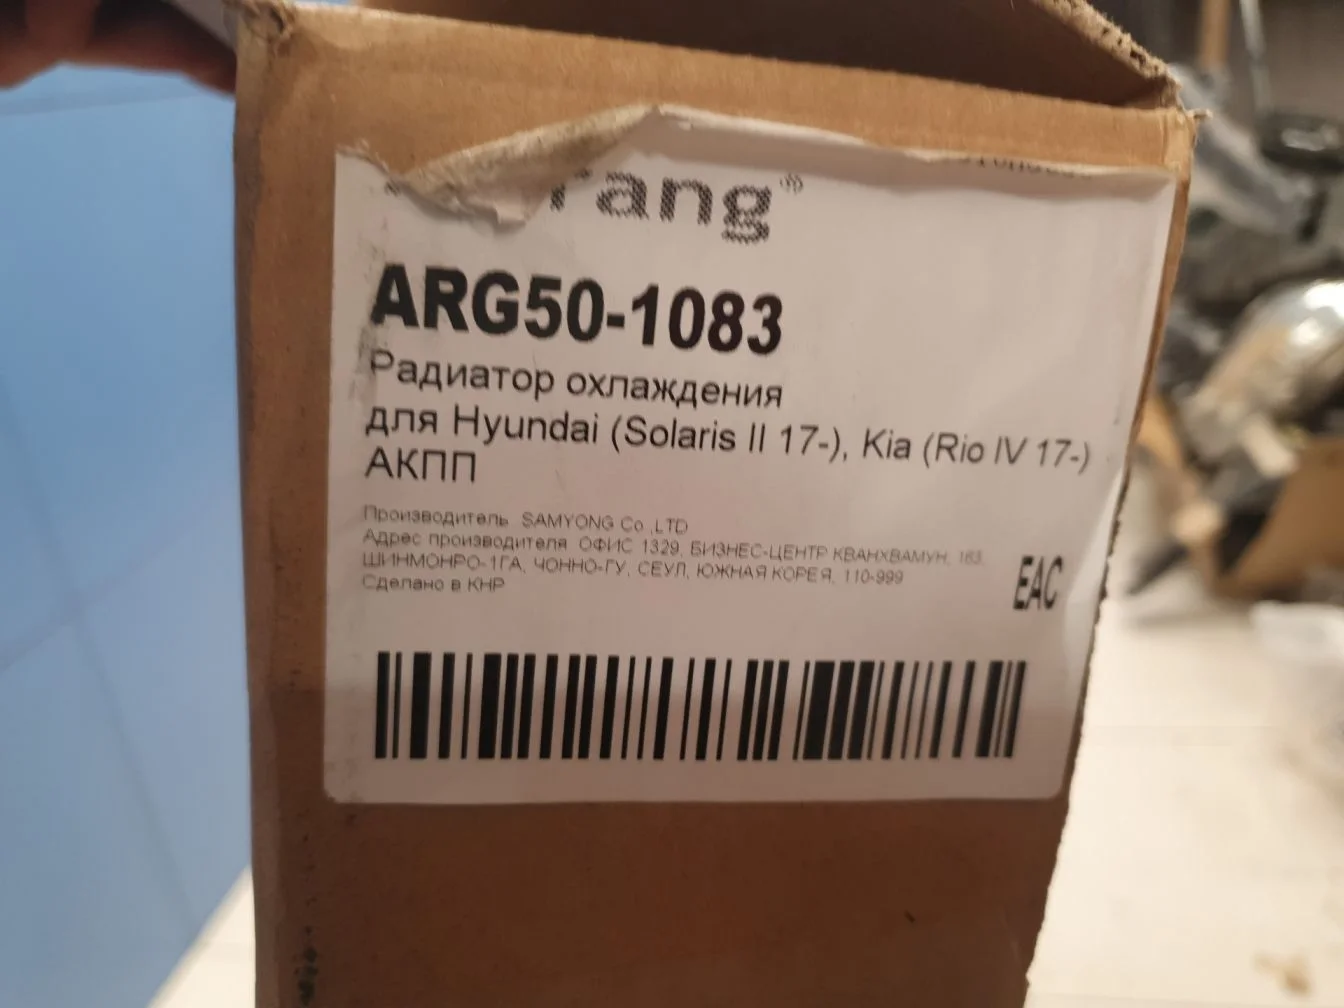 ang®
ARG50-1083
Радиатор охлаждения
для Hyundai (Solaris II 17-), Kia (Rio IV 17-)
АКПП
Производитель SAMYONG Co.,LTD
Адрес производителя ОФИС 1329, БИЗНЕС-ЦЕНТР КВАНХВАМУН, 163,
ШИНМОНРО-1ГА, ЧОННО-ГУ, СЕУЛ, ЮЖНАЯ КОРЕЯ, 110-999
Сделано в КНР
EAC